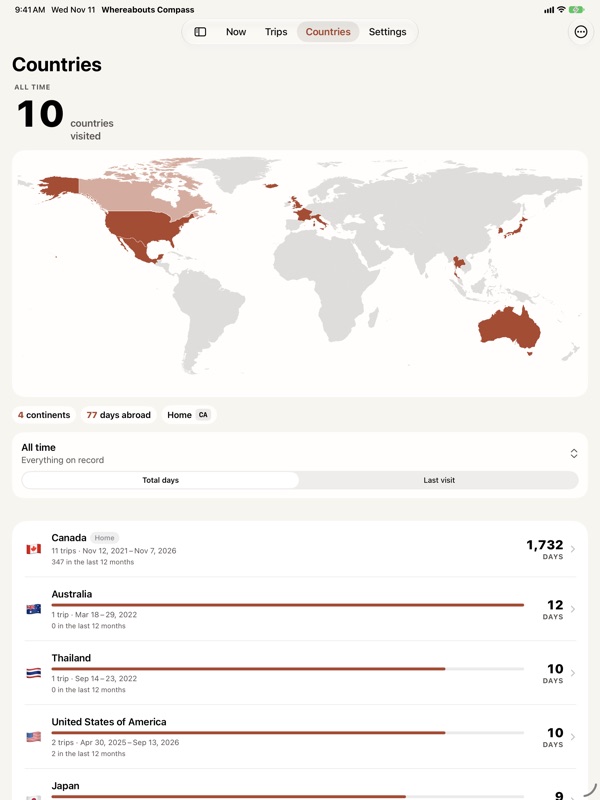 9:41 AM Wed Nov 11 Whereabouts Compass
Now Trips Countries Settings
Countries
ALL TIME
10 countries visited
4 continents 77 days abroad Home CA
All time
Everything on record
Total days Last visit
Canada Home
11 trips · Nov 12, 2021 – Nov 7, 2026
347 in the last 12 months
1,732
DAYS
Australia
1 trip · Mar 18 – 29, 2022
0 in the last 12 months
12
DAYS
Thailand
1 trip · Sep 14 – 23, 2022
0 in the last 12 months
10
DAYS
United States of America
2 trips · Apr 30, 2025 – Sep 13, 2026
2 in the last 12 months
10
DAYS
Japan
9